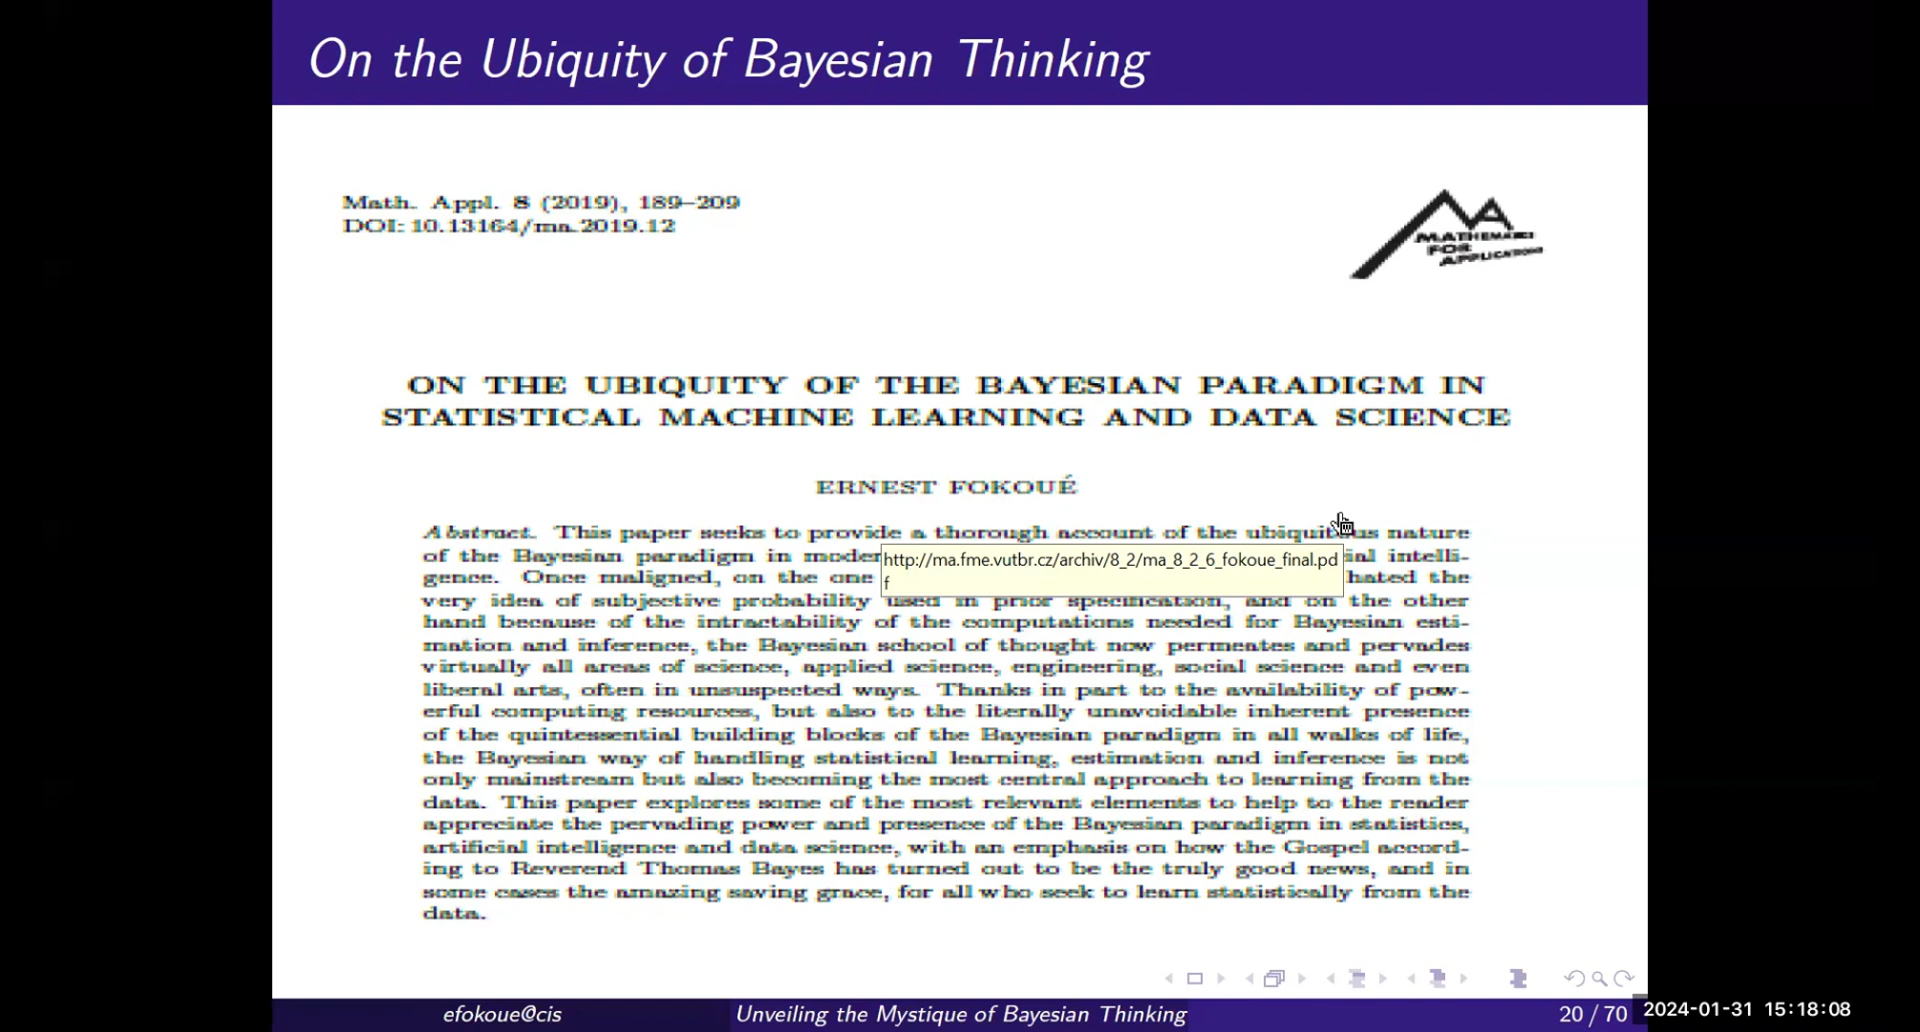 On the Ubiquity of Bayesian Thinking
Math. Appl. 8 (2019), 189–209
DOI: 10.13164/ma.2019.12
MATHEMATICS
FOR
APPLICATIONS
ON THE UBIQUITY OF THE BAYESIAN PARADIGM IN
STATISTICAL MACHINE LEARNING AND DATA SCIENCE
ERNEST FOKOUÉ
Abstract. This paper seeks to provide a thorough account of the ubiquitous nature
of the Bayesian paradigm in moder ial intelli-
gence. Once maligned, on the one hated the
http://ma.fme.vutbr.cz/archiv/8_2/ma_8_2_6_fokoue_final.pd
f
very idea of subjective probability used in prior specification, and on the other
hand because of the intractability of the computations needed for Bayesian esti-
mation and inference, the Bayesian school of thought now permeates and pervades
virtually all areas of science, applied science, engineering, social science and even
liberal arts, often in unsuspected ways. Thanks in part to the availability of pow-
erful computing resources, but also to the literally unavoidable inherent presence
of the quintessential building blocks of the Bayesian paradigm in all walks of life,
the Bayesian way of handling statistical learning, estimation and inference is not
only mainstream but also becoming the most central approach to learning from the
data. This paper explores some of the most relevant elements to help to the reader
appreciate the pervading power and presence of the Bayesian paradigm in statistics,
artificial intelligence and data science, with an emphasis on how the Gospel accord-
ing to Reverend Thomas Bayes has turned out to be the truly good news, and in
some cases the amazing saving grace, for all who seek to learn statistically from the
data.
efokoue@cis Unveiling the Mystique of Bayesian Thinking 20 / 70
2024-01-31 15:18:08